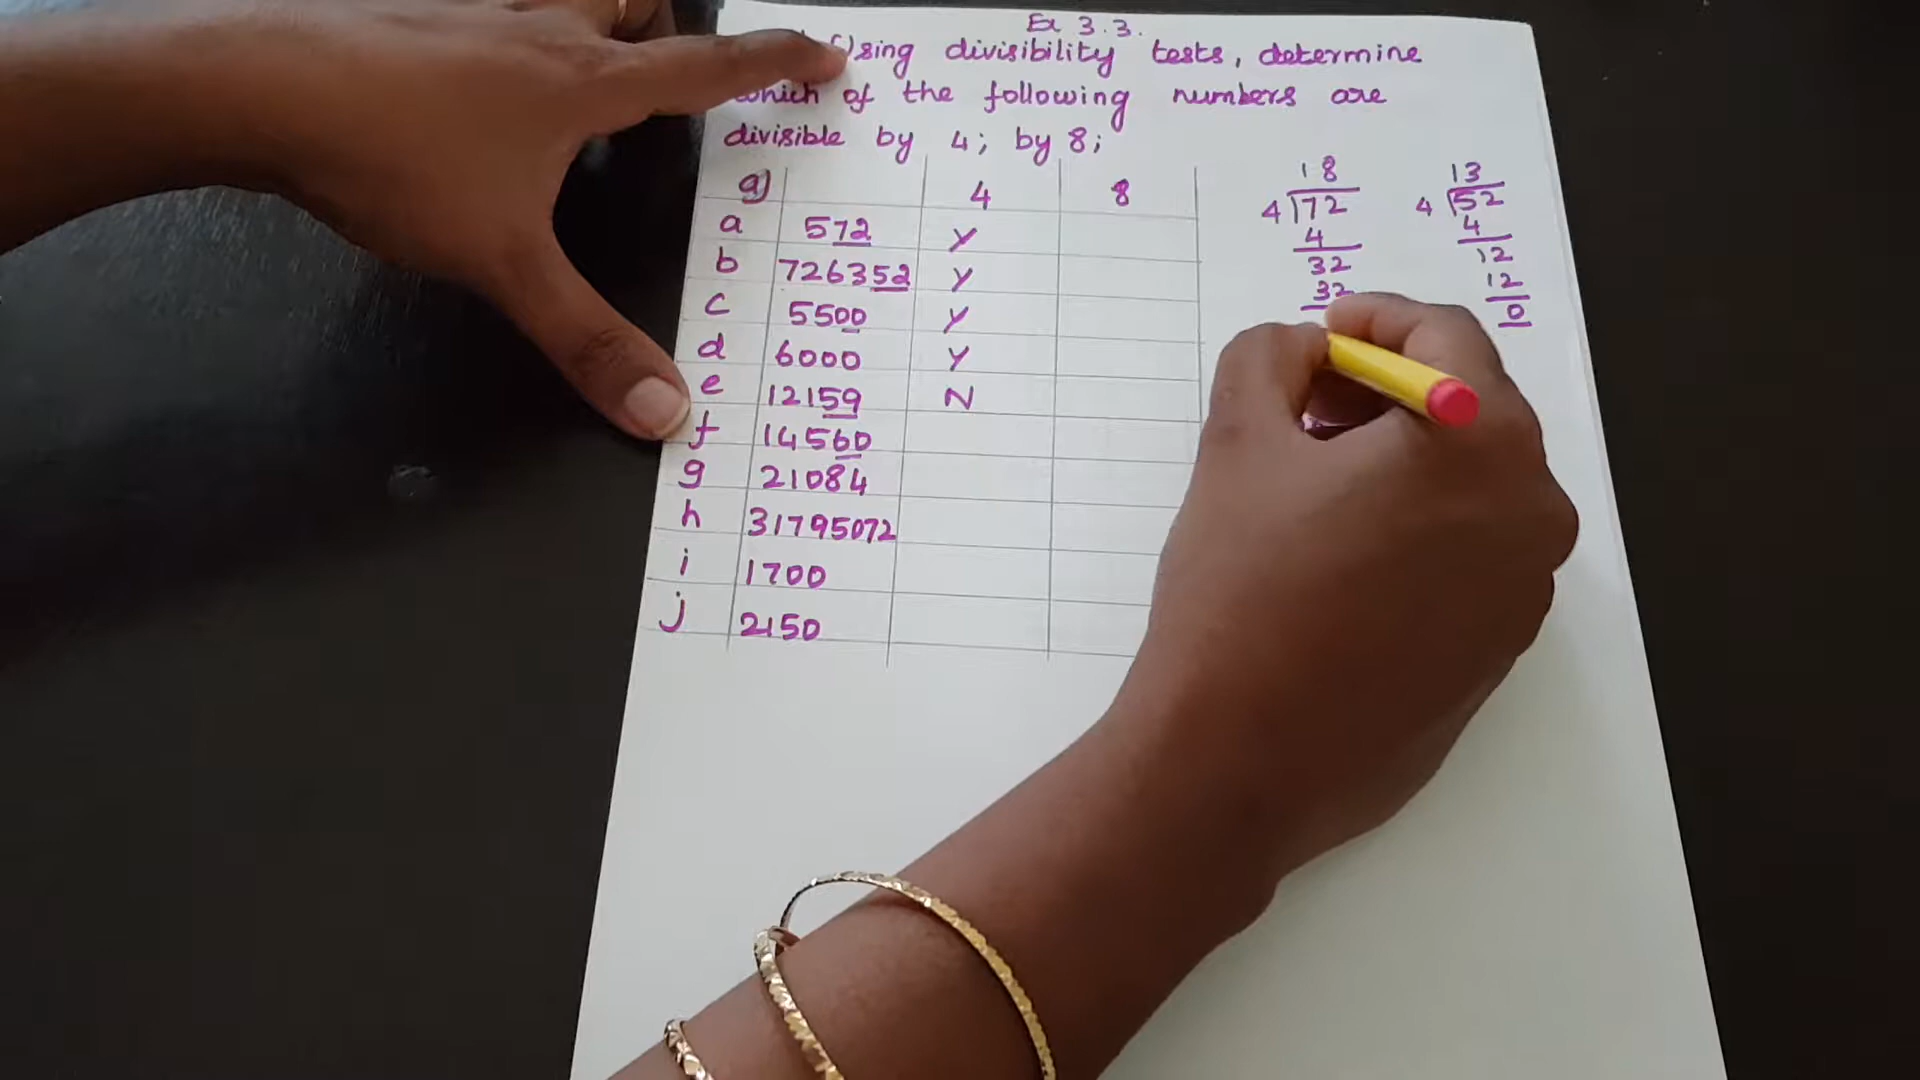 Ex 3.3.
sing divisibility tests, determine
which of the following numbers are
divisible by 4; by 8;
a) 4 8
a 572 Y
b 726352 Y
c 5500 Y
d 6000 Y
e 12159 N
f 14560
g 21084
h 31795072
i 1700
j 2150
18
4 72
4
32
32
13
4 52
4
12
12
0